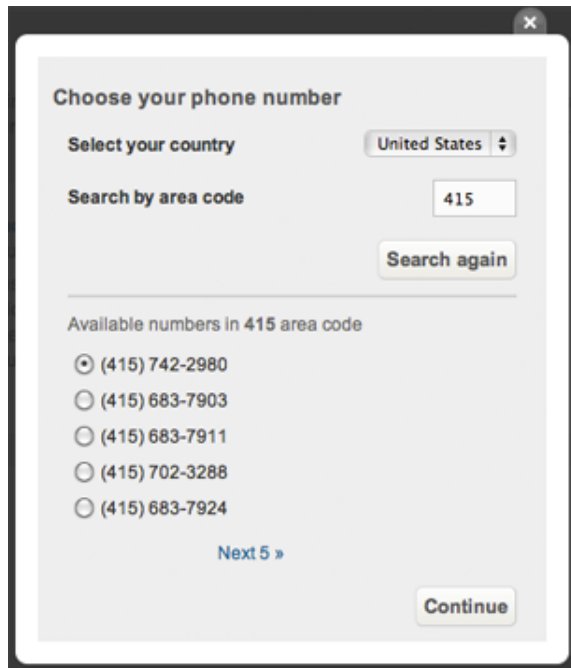 Choose your phone number
Select your country United States
Search by area code 415
Search again
Available numbers in 415 area code
(415) 742-2980
(415) 683-7903
(415) 683-7911
(415) 702-3288
(415) 683-7924
Next 5 »
Continue